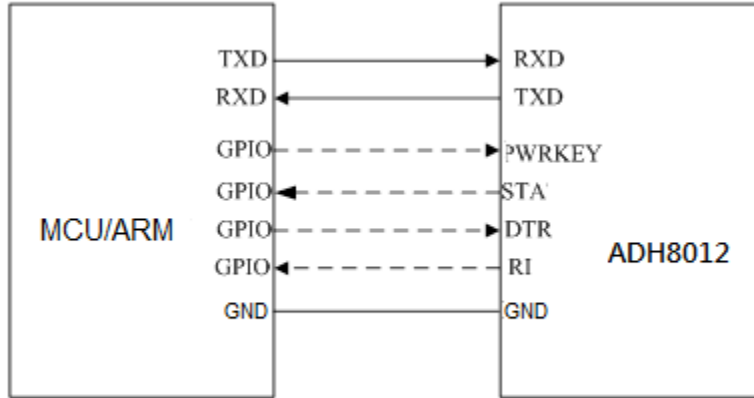 TXD RXD
RXD TXD
GPIO PWRKEY
GPIO STA
GPIO DTR
MCU/ARM
GPIO RI
ADH8012
GND GND